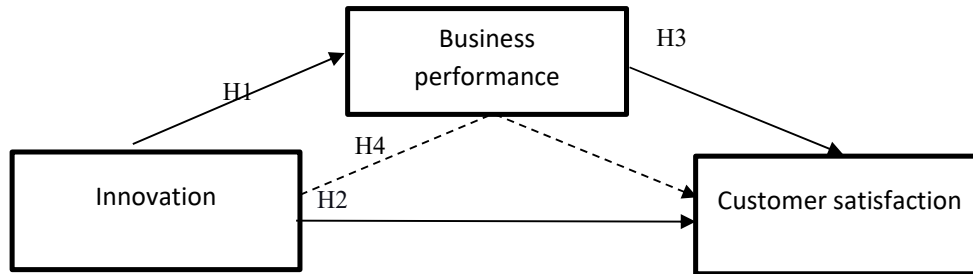 Business
performance
H3
H1
H4
Innovation
H2
Customer satisfaction